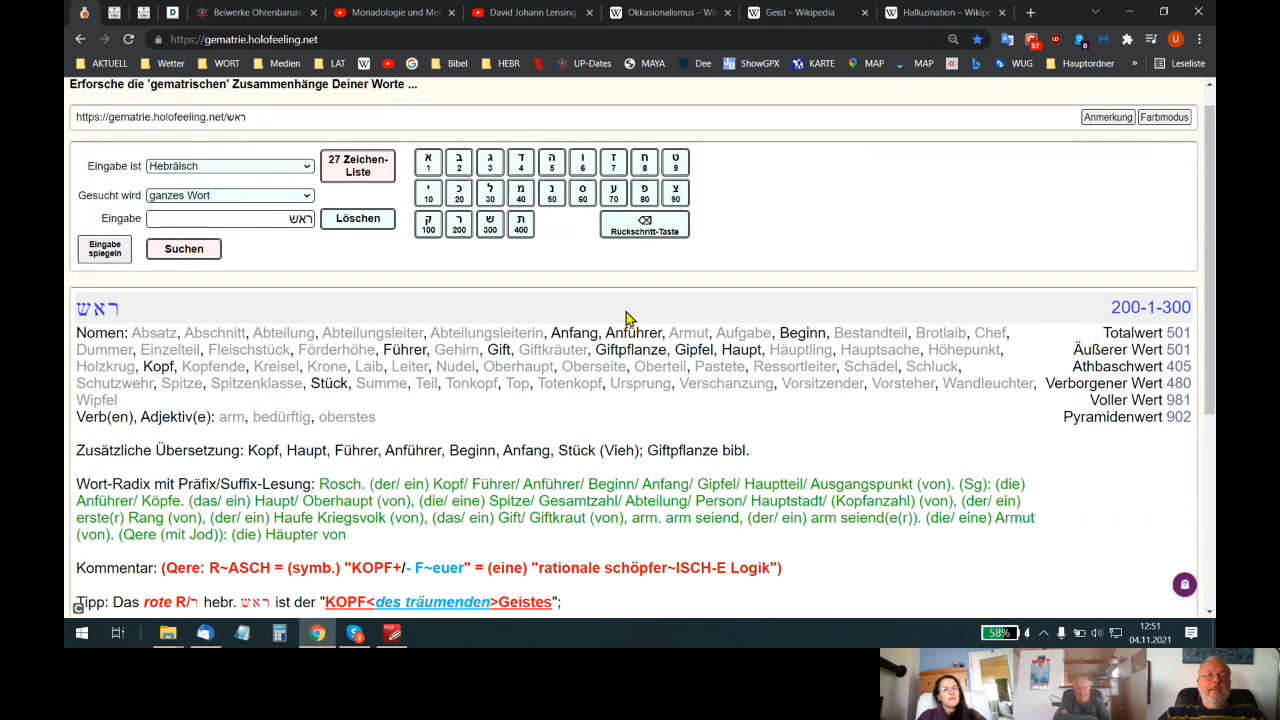 Beiwerke Ohrenbarun
Monadologie und Met
David Johann Lensing
Okkasionalismus – Wi
Geist – Wikipedia
Halluzination – Wikipe
https://gematrie.holofeeling.net
57
0
U
AKTUELL
Wetter
WORT
Medien
LAT
Bibel
HEBR
UP-Dates
MAYA
Dee
ShowGPX
KARTE
MAP
MAP
WUG
Hauptordner
»
Leseliste
Erforsche die 'gematrischen' Zusammenhänge Deiner Worte ...
https://gematrie.holofeeling.net/ראש
Anmerkung
Farbmodus
Eingabe ist
Hebräisch
27 Zeichen-
Liste
Gesucht wird
ganzes Wort
Eingabe
ראש
Löschen
Eingabe
spiegeln
Suchen
א ב ג ד ה ו ז ח ט
1 2 3 4 5 6 7 8 9
י כ ל מ נ ס ע פ צ
10 20 30 40 50 60 70 80 90
ק ר ש ת
100 200 300 400
Rückschritt-Taste
ראש
200-1-300
Nomen: Absatz, Abschnitt, Abteilung, Abteilungsleiter, Abteilungsleiterin, Anfang, Anführer, Armut, Aufgabe, Beginn, Bestandteil, Brotlaib, Chef,
Dummer, Einzelteil, Fleischstück, Förderhöhe, Führer, Gehirn, Gift, Giftkräuter, Giftpflanze, Gipfel, Haupt, Häuptling, Hauptsache, Höhepunkt,
Holzkrug, Kopf, Kopfende, Kreisel, Krone, Laib, Leiter, Nudel, Oberhaupt, Oberseite, Oberteil, Pastete, Ressortleiter, Schädel, Schluck,
Schutzwehr, Spitze, Spitzenklasse, Stück, Summe, Teil, Tonkopf, Top, Totenkopf, Ursprung, Verschanzung, Vorsitzender, Vorsteher, Wandleuchter,
Wipfel
Verb(en), Adjektiv(e): arm, bedürftig, oberstes
Totalwert 501
Äußerer Wert 501
Athbaschwert 405
Verborgener Wert 480
Voller Wert 981
Pyramidenwert 902
Zusätzliche Übersetzung: Kopf, Haupt, Führer, Anführer, Beginn, Anfang, Stück (Vieh); Giftpflanze bibl.
Wort-Radix mit Präfix/Suffix-Lesung: Rosch. (der/ ein) Kopf/ Führer/ Anführer/ Beginn/ Anfang/ Gipfel/ Hauptteil/ Ausgangspunkt (von). (Sg): (die)
Anführer/ Köpfe. (das/ ein) Haupt/ Oberhaupt (von), (die/ eine) Spitze/ Gesamtzahl/ Abteilung/ Person/ Hauptstadt/ (Kopfanzahl) (von), (der/ ein)
erste(r) Rang (von), (der/ ein) Haufe Kriegsvolk (von), (das/ ein) Gift/ Giftkraut (von), arm. arm seiend, (der/ ein) arm seiend(e(r)). (die/ eine) Armut
(von). (Qere (mit Jod)): (die) Häupter von
Kommentar: (Qere: R~ASCH = (symb.) "KOPF+/- F~euer" = (eine) "rationale schöpfer~ISCH-E Logik")
Tipp: Das rote R/ר hebr. ראש ist der "KOPF<des träumenden>Geistes";
58%
12:51
04.11.2021